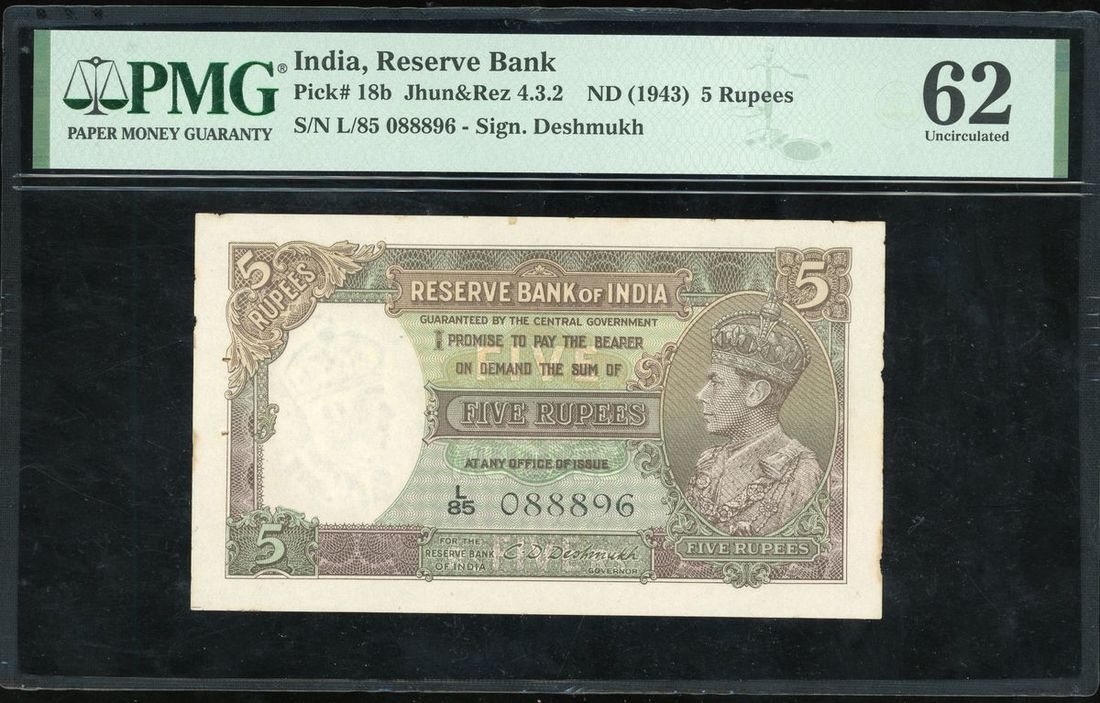 PMG®
PAPER MONEY GUARANTY
India, Reserve Bank
Pick# 18b Jhun&Rez 4.3.2 ND (1943) 5 Rupees
S/N L/85 088896 - Sign. Deshmukh
62
Uncirculated
5
RUPEES
5
RESERVE BANK OF INDIA
GUARANTEED BY THE CENTRAL GOVERNMENT
I PROMISE TO PAY THE BEARER
FIVE
ON DEMAND THE SUM OF
FIVE RUPEES
5
AT ANY OFFICE OF ISSUE
L/85 088896
5
FOR THE
RESERVE BANK
OF INDIA
C D Deshmukh
GOVERNOR
FIVE RUPEES